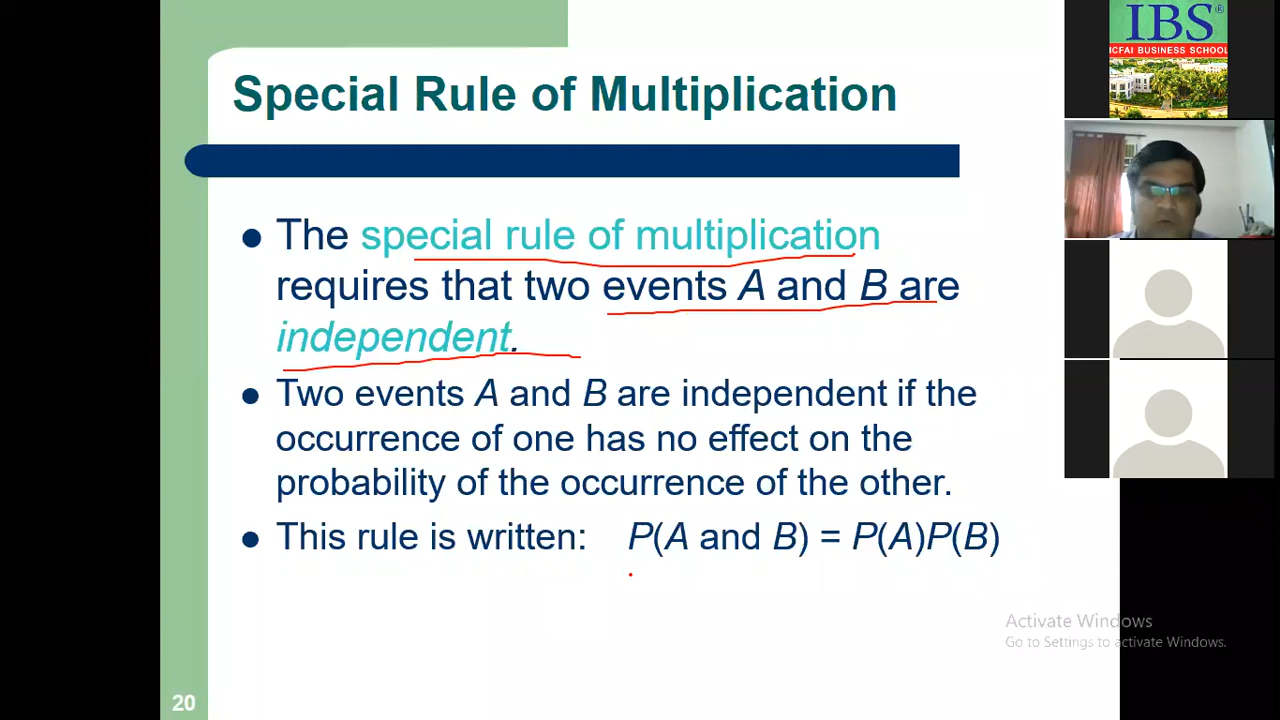 Special Rule of Multiplication
● The special rule of multiplication
requires that two events A and B are
independent.
● Two events A and B are independent if the
occurrence of one has no effect on the
probability of the occurrence of the other.
● This rule is written: P(A and B) = P(A)P(B)
20
IBS®
ICFAI BUSINESS SCHOOL
Activate Windows
Go to Settings to activate Windows.